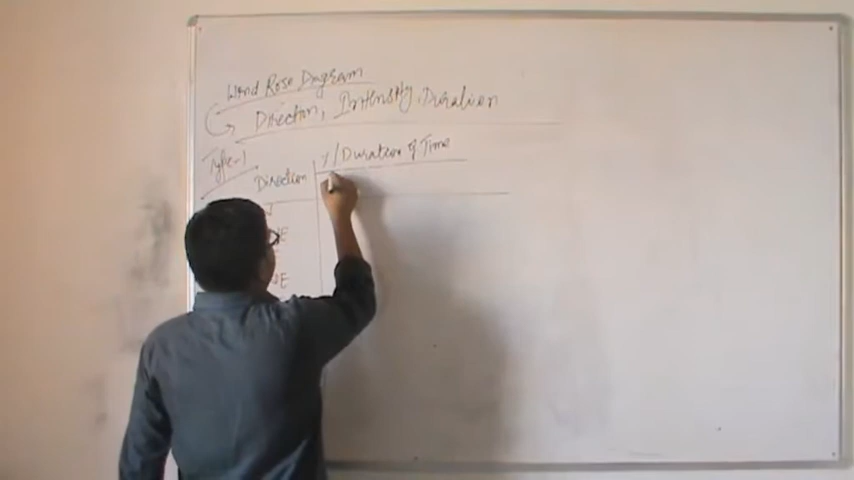 Wind Rose Diagram
Direction, Intensity, Duration
Type-1
% / Duration of Time
Direction